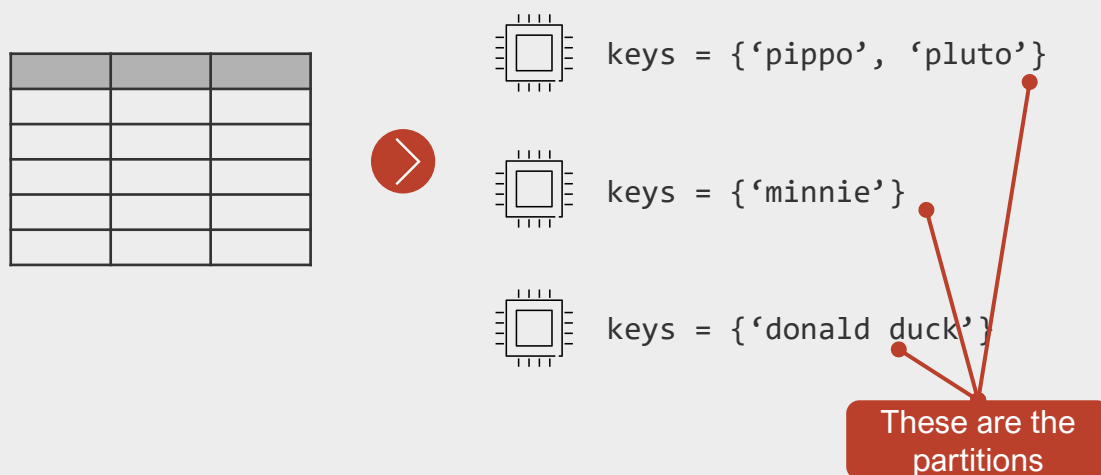 keys = {‘pippo’, ‘pluto’}
keys = {‘minnie’}
keys = {‘donald duck’}
These are the
partitions